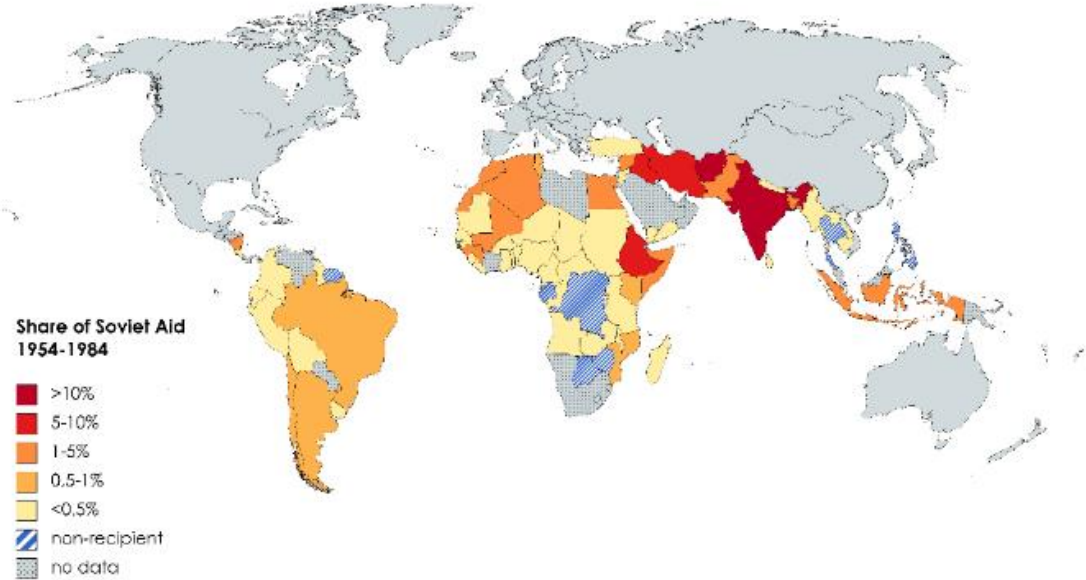 Share of Soviet Aid
1954-1984
>10%
5-10%
1-5%
0,5-1%
<0,5%
non-recipient
no data